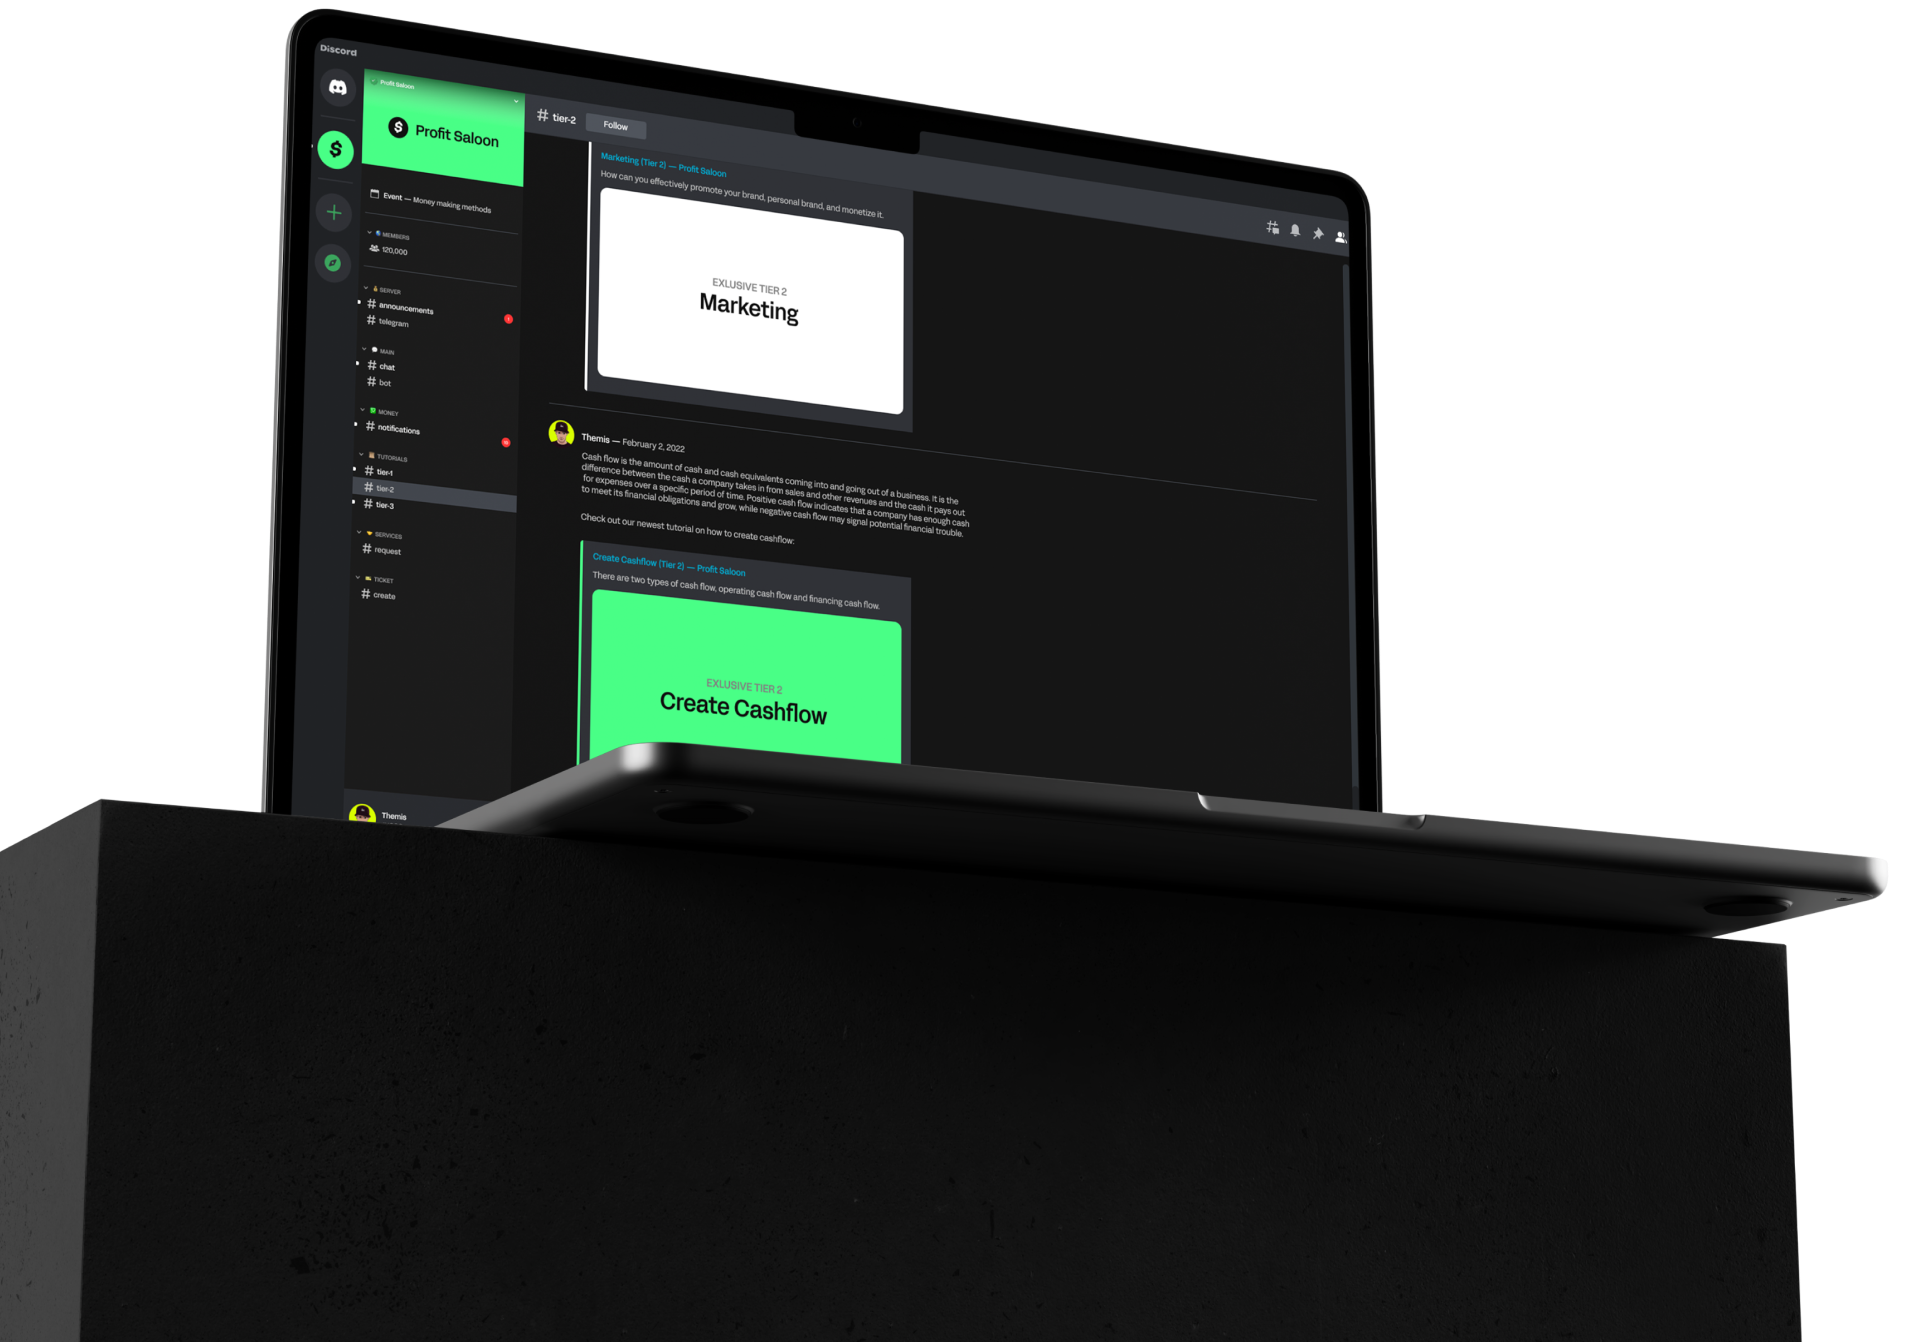 Discord
Profit Saloon
Profit Saloon
Event — Money making methods
MEMBERS
120,000
SERVER
announcements
telegram
MAIN
chat
bot
MONEY
notifications
TUTORIALS
tier-1
tier-2
tier-3
SERVICES
request
TICKET
create
Themis
tier-2
Follow
Marketing (Tier 2) — Profit Saloon
How can you effectively promote your brand, personal brand, and monetize it.
EXLUSIVE TIER 2
Marketing
Themis — February 2, 2022
Cash flow is the amount of cash and cash equivalents coming into and going out of a business. It is the
difference between the cash a company takes in from sales and other revenues and the cash it pays out
for expenses over a specific period of time. Positive cash flow indicates that a company has enough cash
to meet its financial obligations and grow, while negative cash flow may signal potential financial trouble.
Check out our newest tutorial on how to create cashflow:
Create Cashflow (Tier 2) — Profit Saloon
There are two types of cash flow, operating cash flow and financing cash flow.
EXLUSIVE TIER 2
Create Cashflow